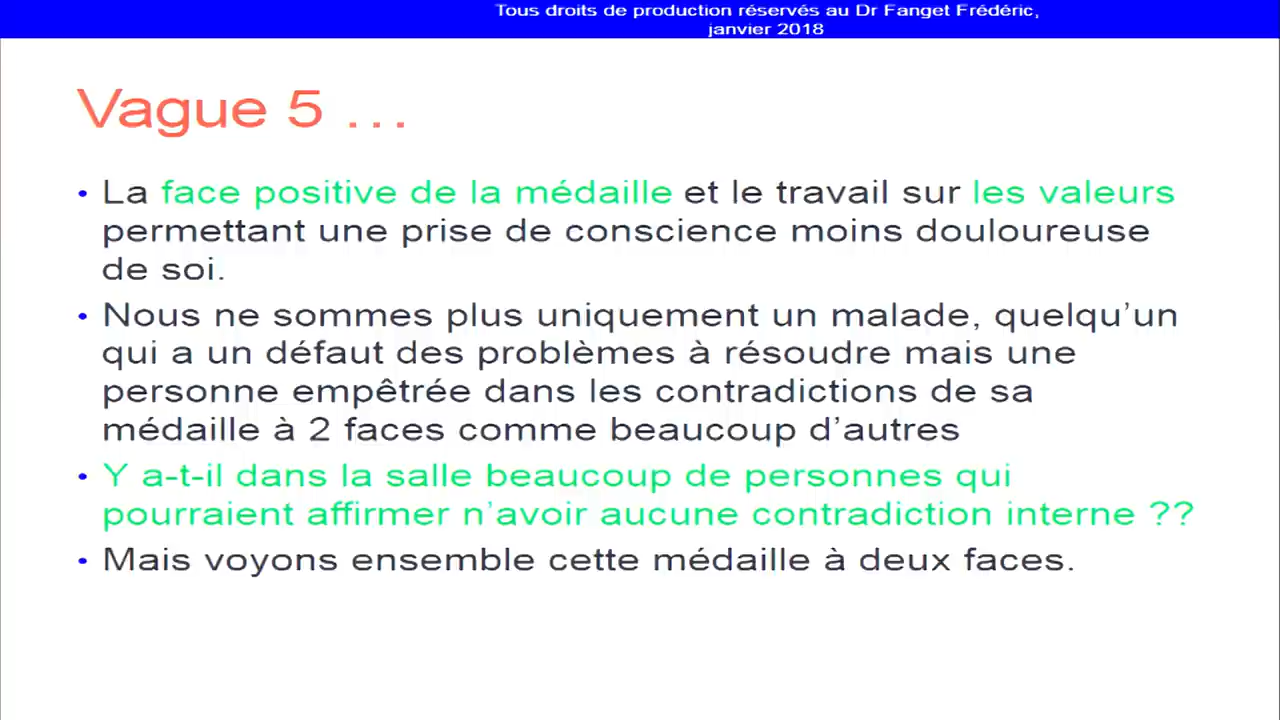 Tous droits de production réservés au Dr Fanget Frédéric,
janvier 2018
Vague 5 ...
• La face positive de la médaille et le travail sur les valeurs
permettant une prise de conscience moins douloureuse
de soi.
• Nous ne sommes plus uniquement un malade, quelqu'un
qui a un défaut des problèmes à résoudre mais une
personne empêtrée dans les contradictions de sa
médaille à 2 faces comme beaucoup d'autres
• Y a-t-il dans la salle beaucoup de personnes qui
pourraient affirmer n'avoir aucune contradiction interne ??
• Mais voyons ensemble cette médaille à deux faces.